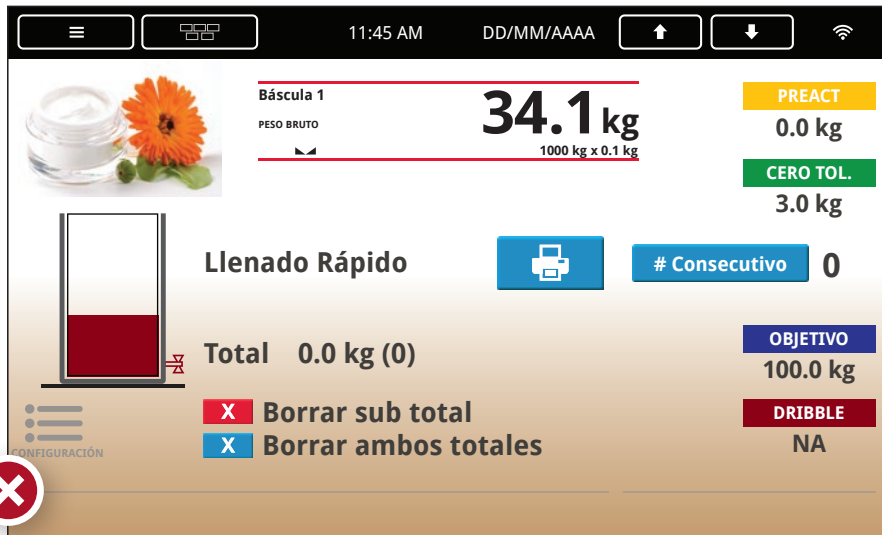 11:45 AM DD/MM/AAAA
Báscula 1
PESO BRUTO
34.1 kg
1000 kg x 0.1 kg
PREACT
0.0 kg
CERO TOL.
3.0 kg
Llenado Rápido
# Consecutivo 0
Total 0.0 kg (0)
OBJETIVO
100.0 kg
X Borrar sub total
X Borrar ambos totales
DRIBBLE
NA
CONFIGURACIÓN